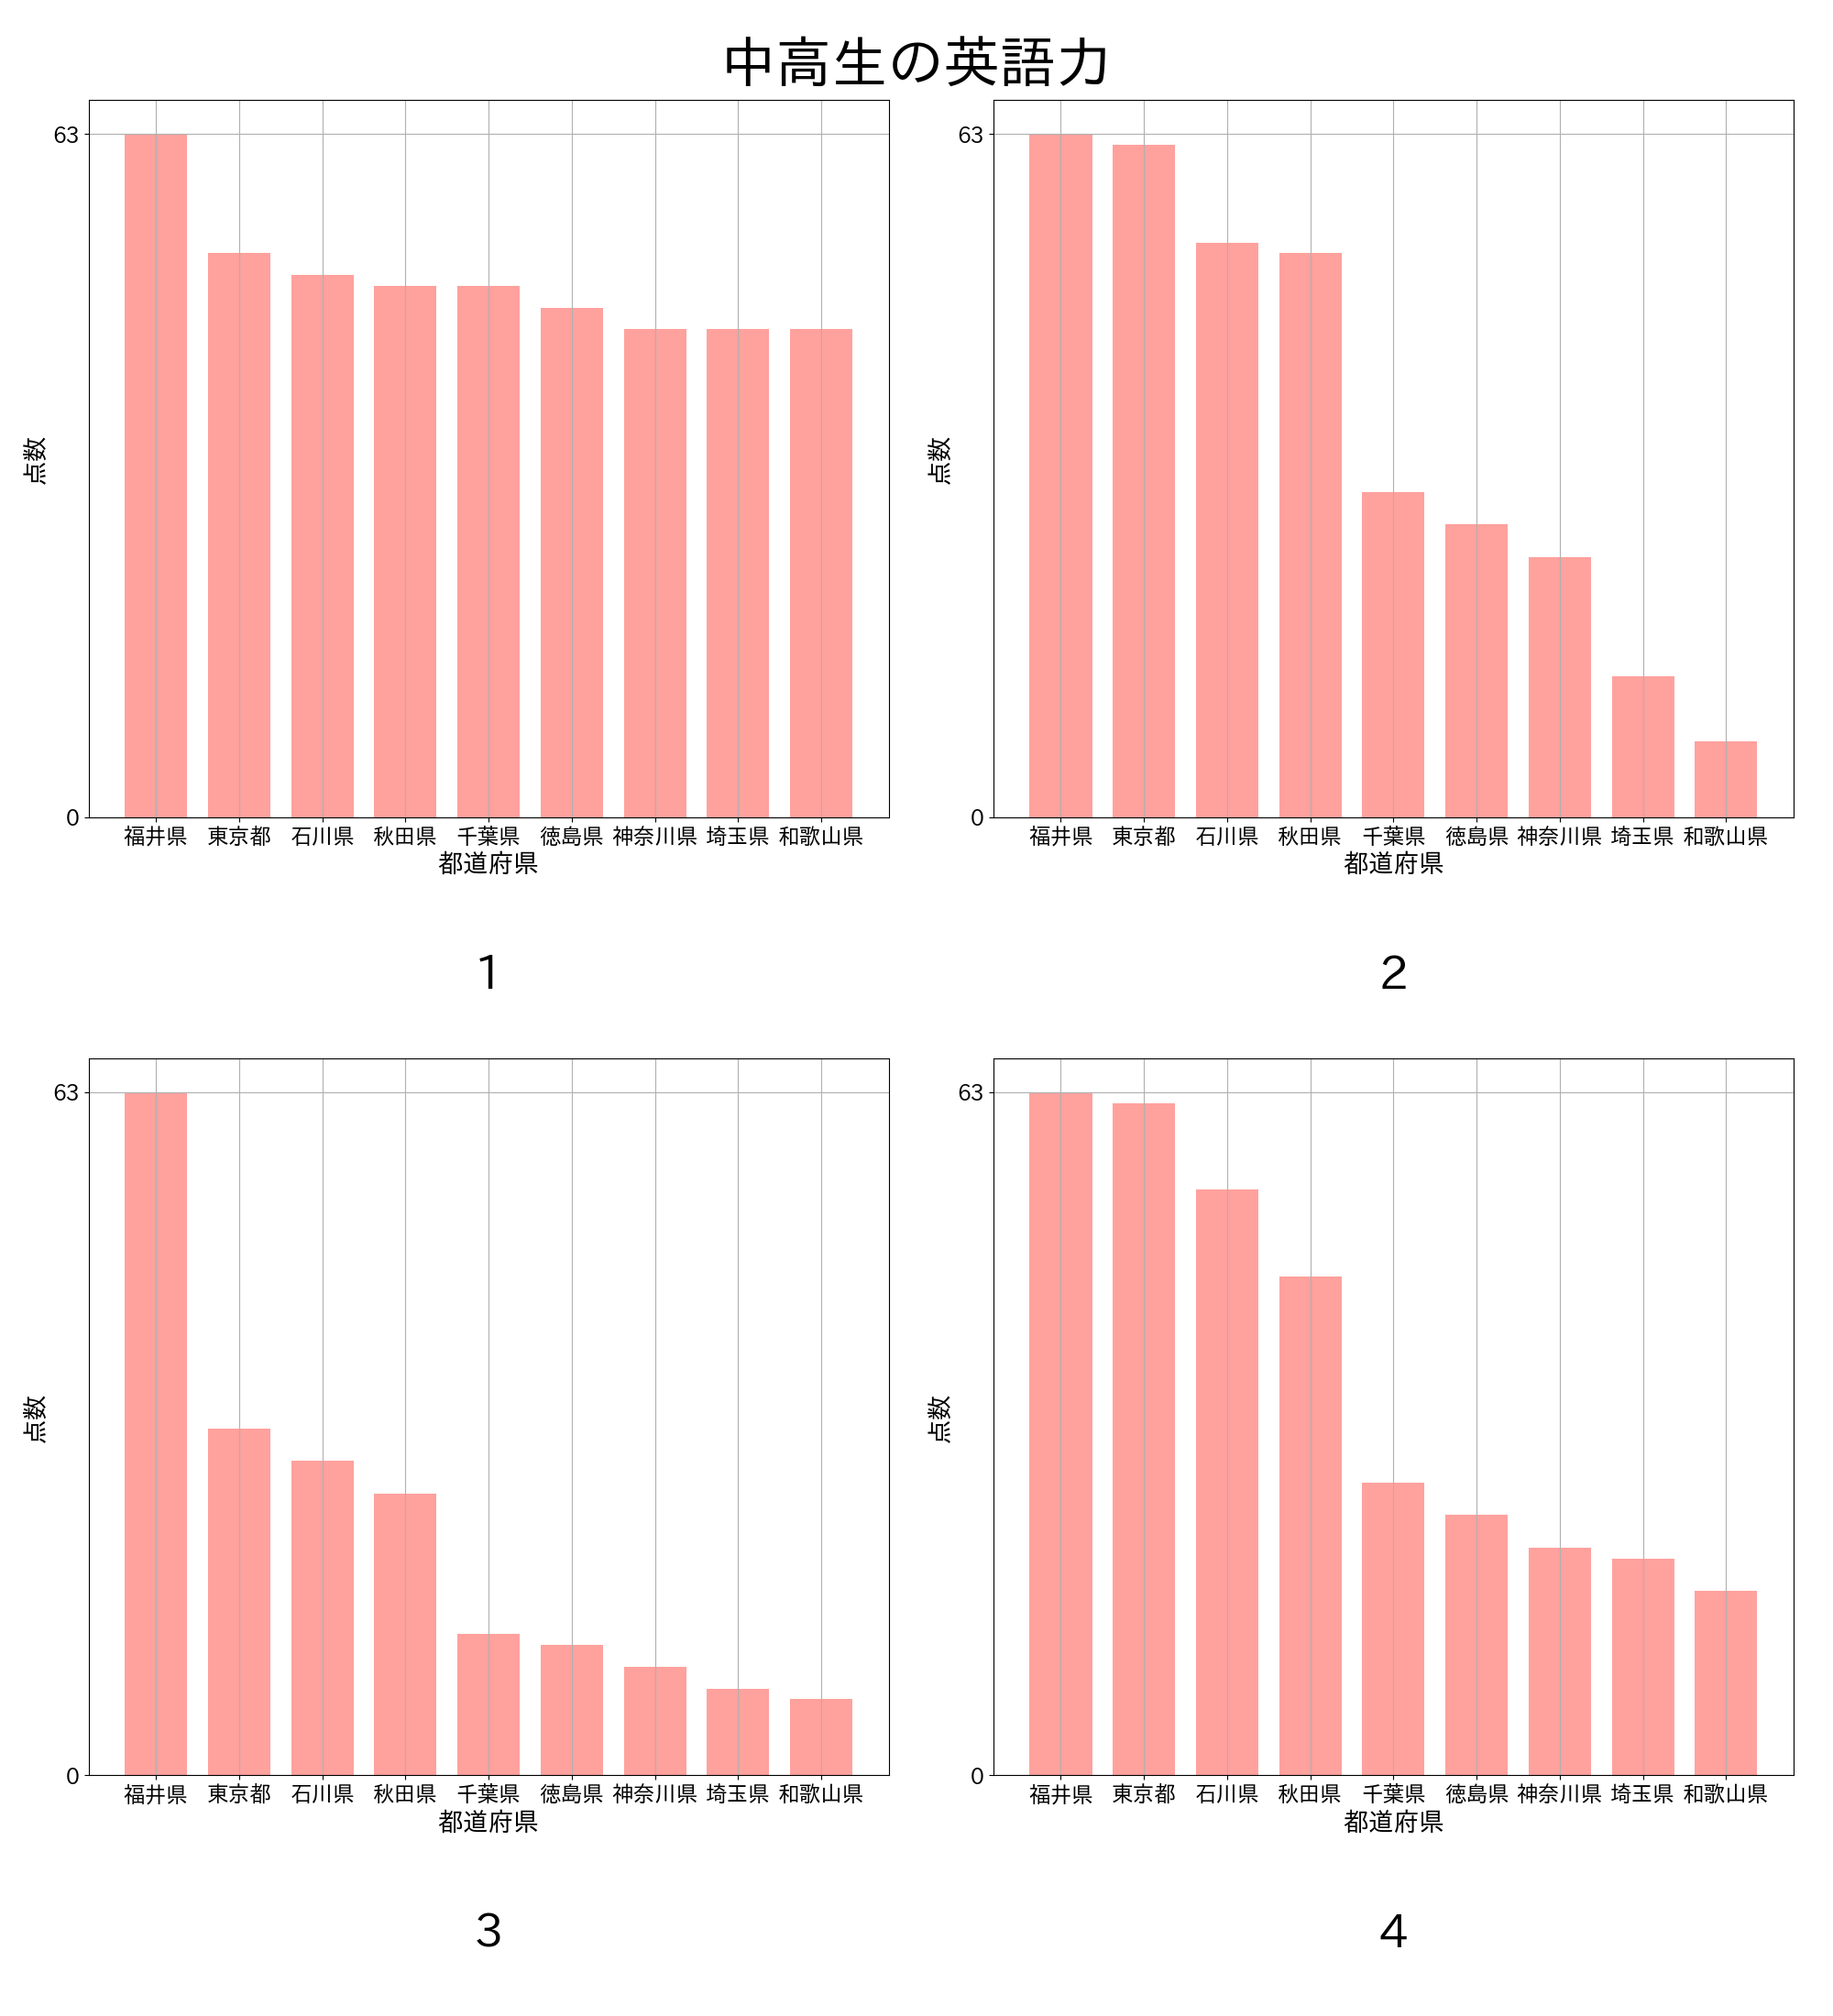 中高生の英語力
63
0
点数
福井県 東京都 石川県 秋田県 千葉県 徳島県 神奈川県 埼玉県 和歌山県
都道府県
1
63
0
点数
福井県 東京都 石川県 秋田県 千葉県 徳島県 神奈川県 埼玉県 和歌山県
都道府県
2
63
0
点数
福井県 東京都 石川県 秋田県 千葉県 徳島県 神奈川県 埼玉県 和歌山県
都道府県
3
63
0
点数
福井県 東京都 石川県 秋田県 千葉県 徳島県 神奈川県 埼玉県 和歌山県
都道府県
4